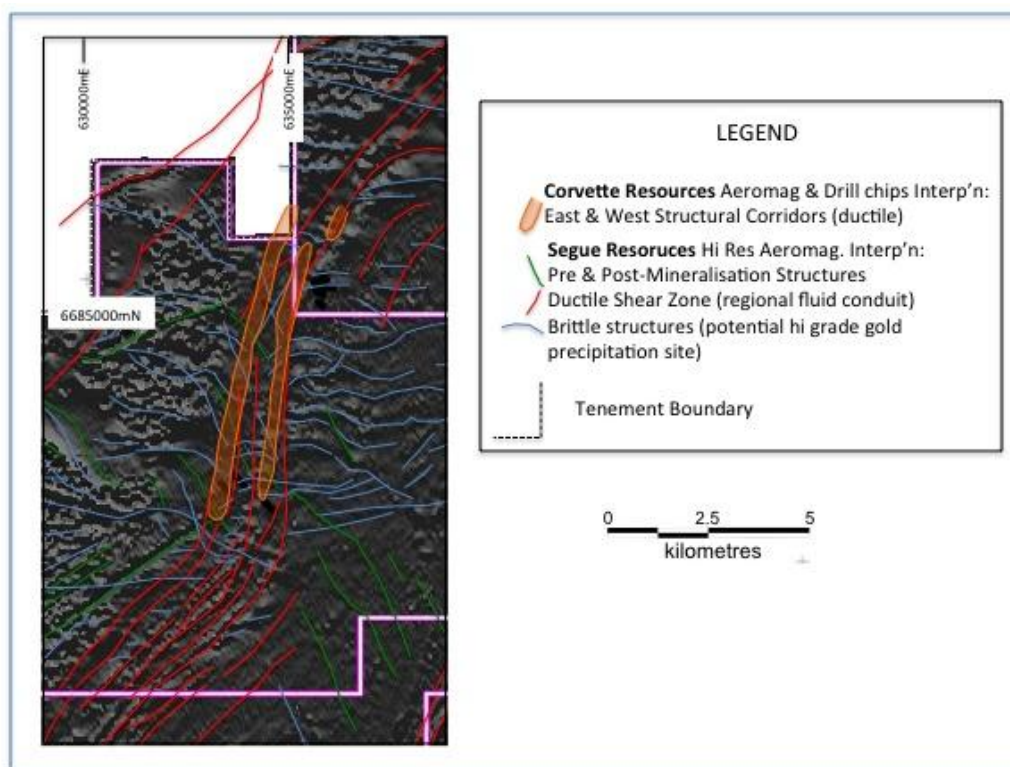 630000mE
635000mE
6685000mN
LEGEND
Corvette Resources Aeromag & Drill chips Interp'n:
East & West Structural Corridors (ductile)
Segue Resoruces Hi Res Aeromag. Interp'n:
Pre & Post-Mineralisation Structures
Ductile Shear Zone (regional fluid conduit)
Brittle structures (potential hi grade gold
precipitation site)
Tenement Boundary
0 2.5 5
kilometres